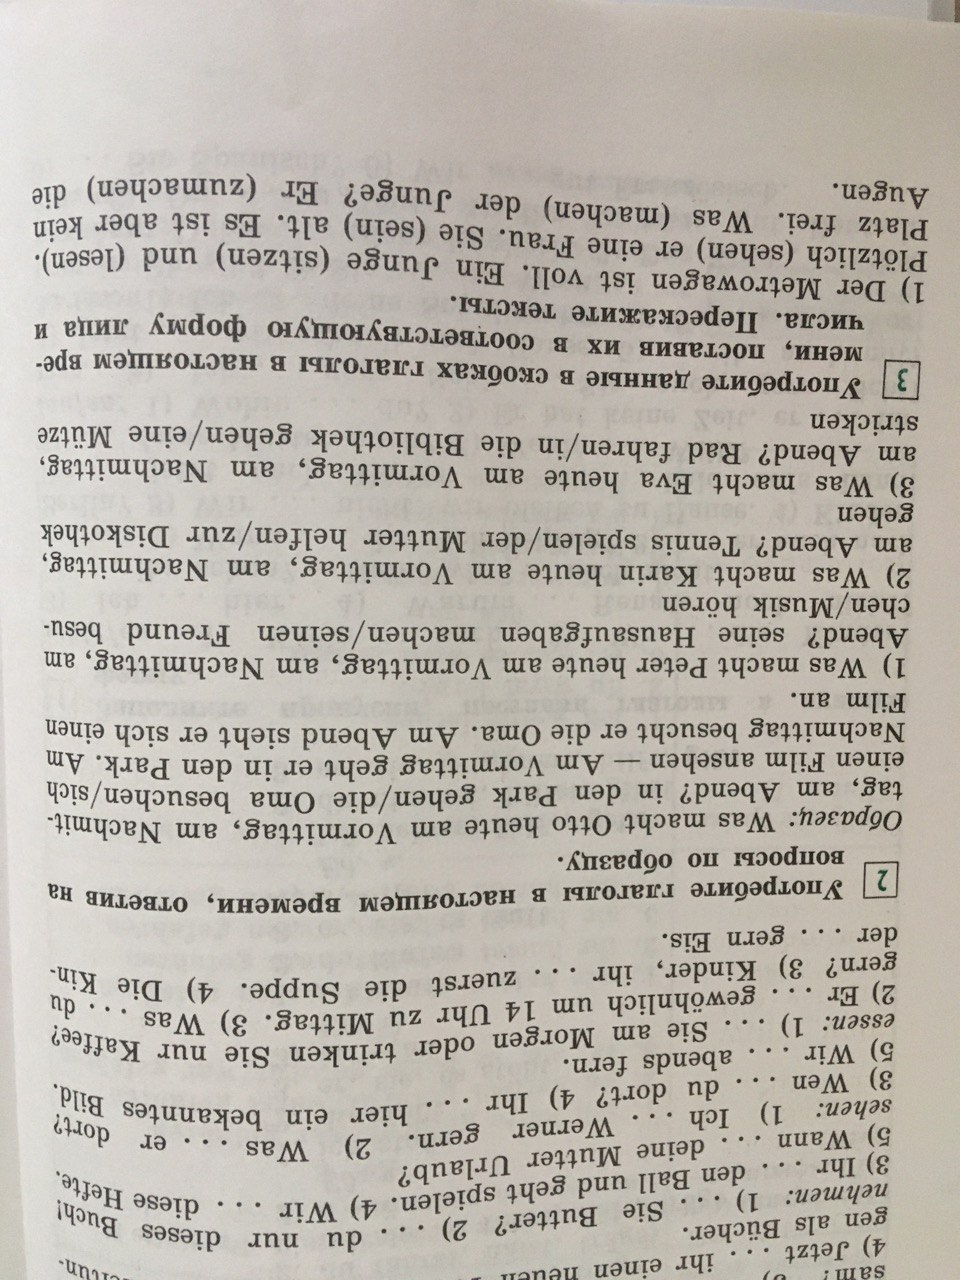 sam?
4) Jetzt ... ihr einen neuen
gen als Bücher.
nehmen: 1) ... Sie Butter? 2) ... du nur dieses Buch!
3) Ihr ... den Ball und geht spielen. 4) Wir ... diese Hefte.
5) Wann ... deine Mutter Urlaub?
sehen: 1) Ich ... Werner gern. 2) Was ... er dort?
3) Wen ... du dort? 4) Ihr ... hier ein bekanntes Bild.
5) Wir ... abends fern.
essen: 1) ... Sie am Morgen oder trinken Sie nur Kaffee?
2) Er ... gewöhnlich um 14 Uhr zu Mittag. 3) Was ... du
gern? 3) Kinder, ihr ... zuerst die Suppe. 4) Die Kin-
der ... gern Eis.
2 Употребите глаголы в настоящем времени, ответив на
вопросы по образцу.
Образец: Was macht Otto heute am Vormittag, am Nachmit-
tag, am Abend? in den Park gehen/die Oma besuchen/sich
einen Film ansehen — Am Vormittag geht er in den Park. Am
Nachmittag besucht er die Oma. Am Abend sieht er sich einen
Film an.
1) Was macht Peter heute am Vormittag, am Nachmittag, am
Abend? seine Hausaufgaben machen/seinen Freund besu-
chen/Musik hören
2) Was macht Karin heute am Vormittag, am Nachmittag,
am Abend? Tennis spielen/der Mutter helfen/zur Diskothek
gehen
3) Was macht Eva heute am Vormittag, am Nachmittag,
am Abend? Rad fahren/in die Bibliothek gehen/eine Mütze
stricken
3 Употребите данные в скобках глаголы в настоящем вре-
мени, поставив их в соответствующую форму лица и
числа. Перескажите тексты.
1) Der Metrowagen ist voll. Ein Junge (sitzen) und (lesen).
Plötzlich (sehen) er eine Frau. Sie (sein) alt. Es ist aber kein
Platz frei. Was (machen) der Junge? Er (zumachen) die
Augen.